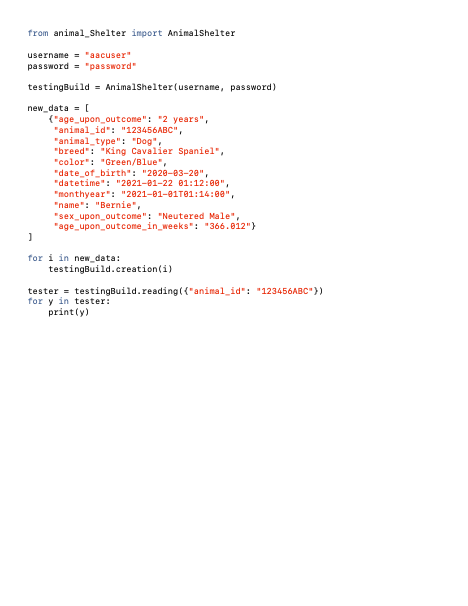 from animal_Shelter import AnimalShelter
username = "aacuser"
password = "password"
testingBuild = AnimalShelter(username, password)
new_data = [
    {"age_upon_outcome": "2 years",
     "animal_id": "123456ABC",
     "animal_type": "Dog",
     "breed": "King Cavalier Spaniel",
     "color": "Green/Blue",
     "date_of_birth": "2020-03-20",
     "datetime": "2021-01-22 01:12:00",
     "monthyear": "2021-01-01T01:14:00",
     "name": "Bernie",
     "sex_upon_outcome": "Neutered Male",
     "age_upon_outcome_in_weeks": "366.012"}
]
for i in new_data:
    testingBuild.creation(i)
tester = testingBuild.reading({"animal_id": "123456ABC"})
for y in tester:
    print(y)